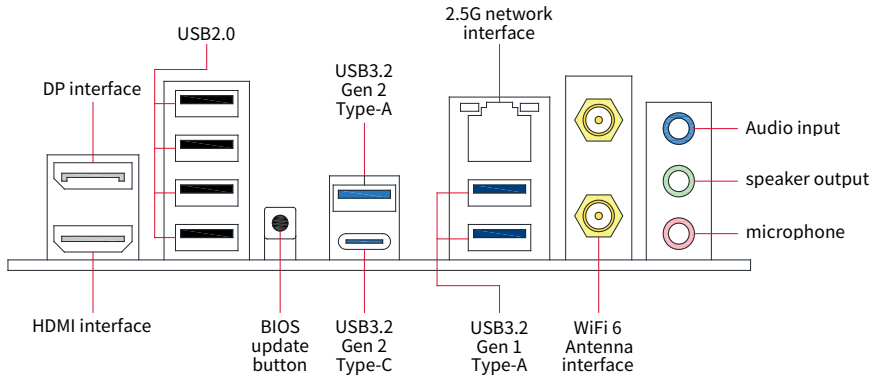 USB2.0
2.5G network
interface
DP interface
USB3.2
Gen 2
Type-A
Audio input
speaker output
microphone
HDMI interface
BIOS
update
button
USB3.2
Gen 2
Type-C
USB3.2
Gen 1
Type-A
WiFi 6
Antenna
interface